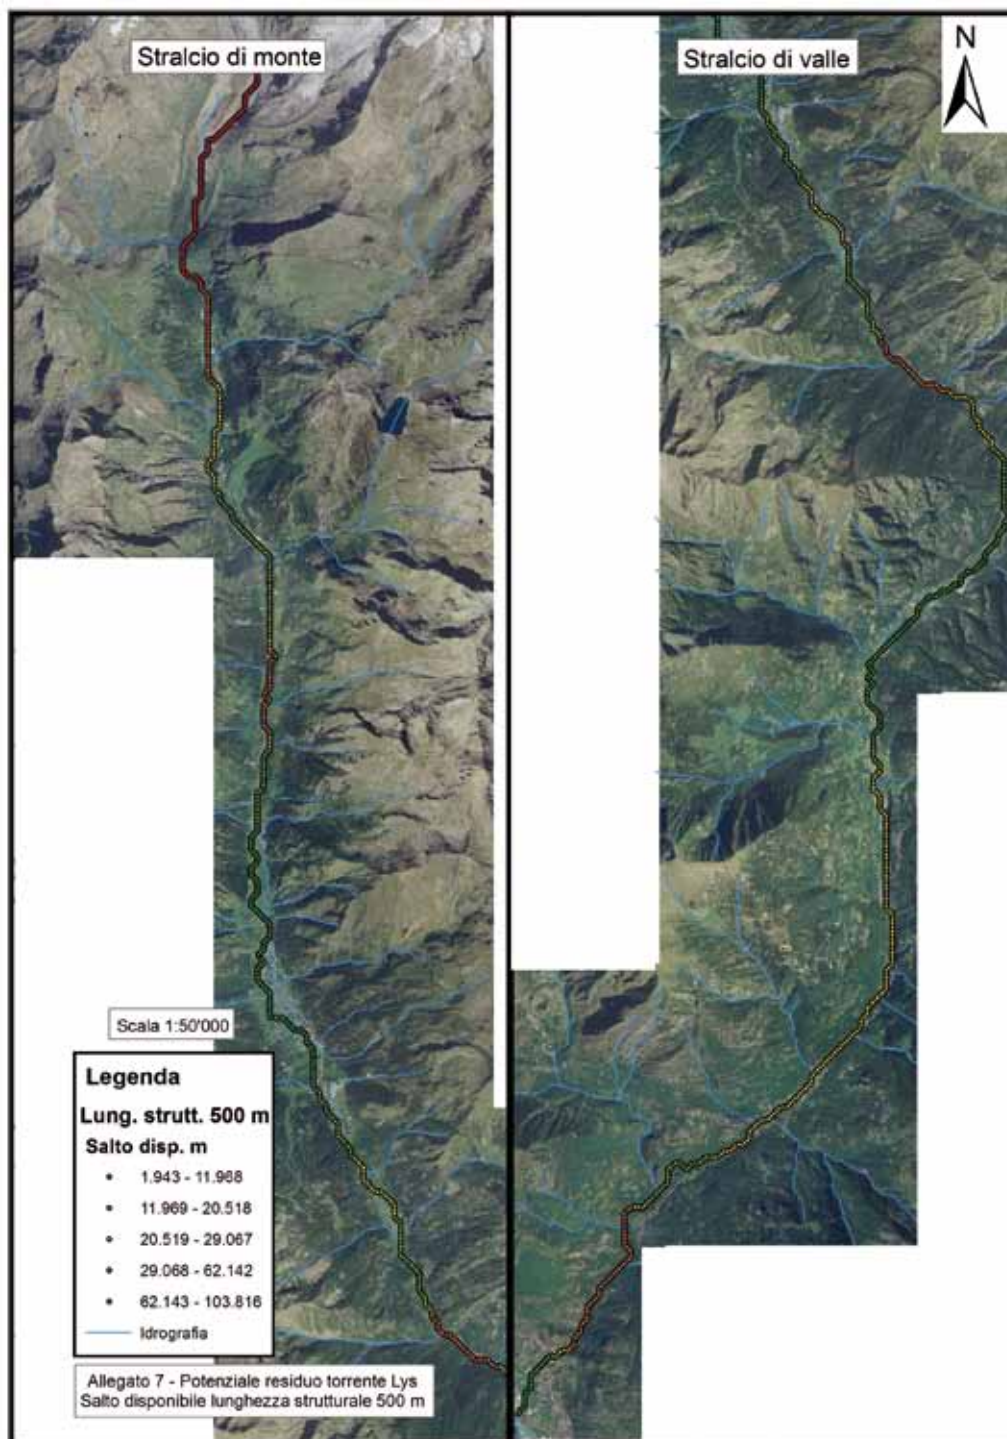 Stralcio di monte
Stralcio di valle
N
Scala 1:50'000
Legenda
Lung. strutt. 500 m
Salto disp. m
1.943 - 11.968
11.969 - 20.518
20.519 - 29.067
29.068 - 62.142
62.143 - 103.816
Idrografia
Allegato 7 - Potenziale residuo torrente Lys
Salto disponibile lunghezza strutturale 500 m